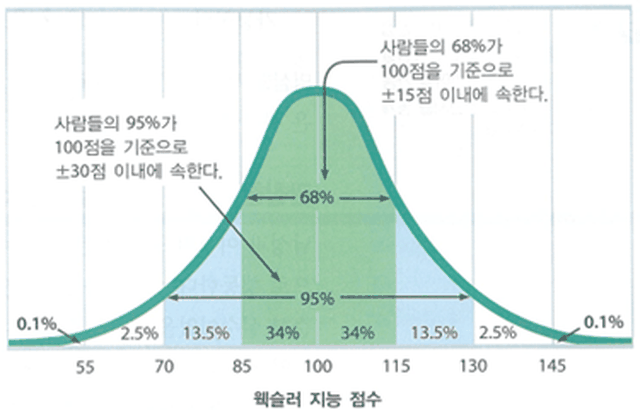 사람들의 68%가
100점을 기준으로
±15점 이내에 속한다.
사람들의 95%가
100점을 기준으로
±30점 이내에 속한다.
68%
95%
0.1%
2.5%
13.5%
34%
34%
13.5%
2.5%
0.1%
55
70
85
100
115
130
145
웩슬러 지능 점수